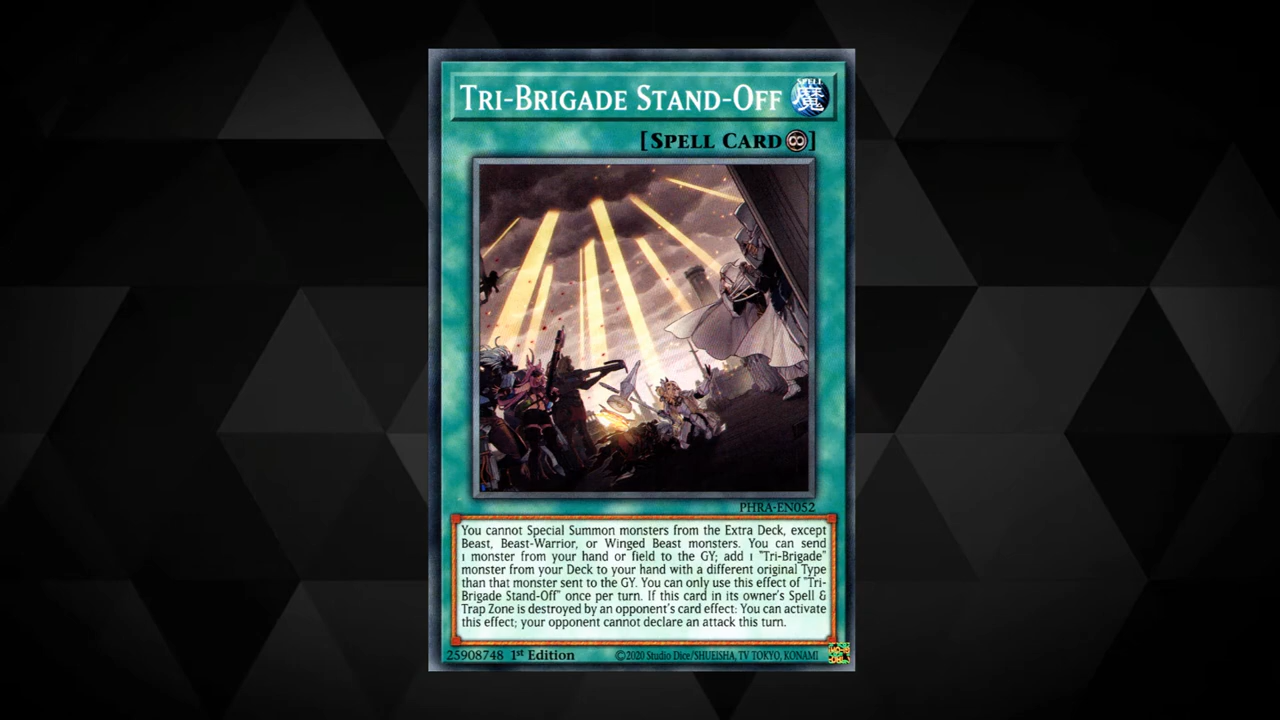 TRI-BRIGADE STAND-OFF
SPELL
魔
[SPELL CARD ]
PHRA-EN052
You cannot Special Summon monsters from the Extra Deck, except
Beast, Beast-Warrior, or Winged Beast monsters. You can send
1 monster from your hand or field to the GY; add 1 "Tri-Brigade"
monster from your Deck to your hand with a different original Type
than that monster sent to the GY. You can only use this effect of "Tri-
Brigade Stand-Off" once per turn. If this card in its owner's Spell &
Trap Zone is destroyed by an opponent's card effect: You can activate
this effect; your opponent cannot declare an attack this turn.
25908748 1st Edition ©2020 Studio Dice/SHUEISHA, TV TOKYO, KONAMI